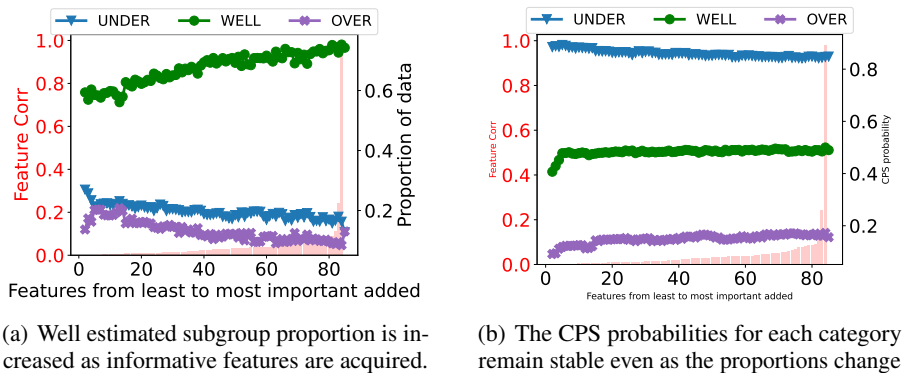 UNDER WELL OVER
1.0
0.8
0.6
0.4
0.2
0.0
Feature Corr
0.6
0.4
0.2
Proportion of data
0 20 40 60 80
Features from least to most important added
(a) Well estimated subgroup proportion is in-
creased as informative features are acquired.
UNDER WELL OVER
1.0
0.8
0.6
0.4
0.2
0.0
Feature Corr
0.8
0.6
0.4
0.2
CPS probability
0 20 40 60 80
Features from least to most important added
(b) The CPS probabilities for each category
remain stable even as the proportions change